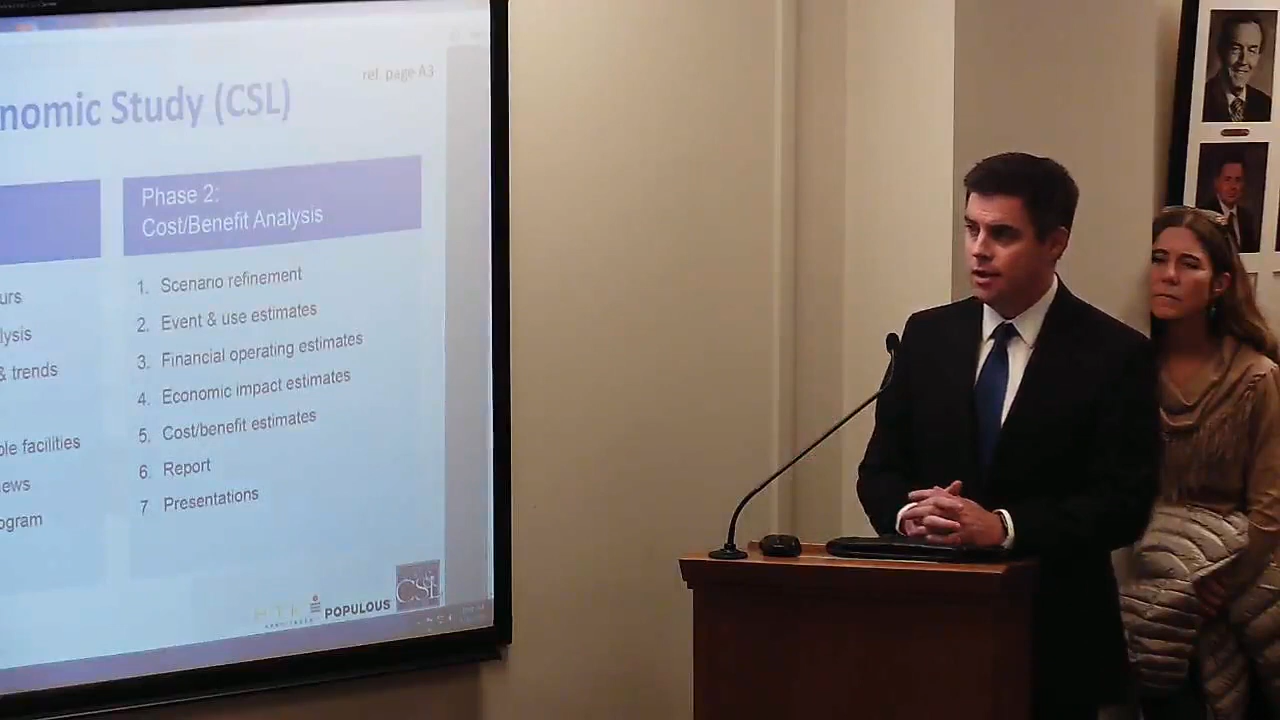 ref. page A3
nomic Study (CSL)
Phase 2:
Cost/Benefit Analysis
urs
lysis
& trends
ble facilities
ews
ogram
1. Scenario refinement
2. Event & use estimates
3. Financial operating estimates
4. Economic impact estimates
5. Cost/benefit estimates
6. Report
7 Presentations
POPULOUS
CSL